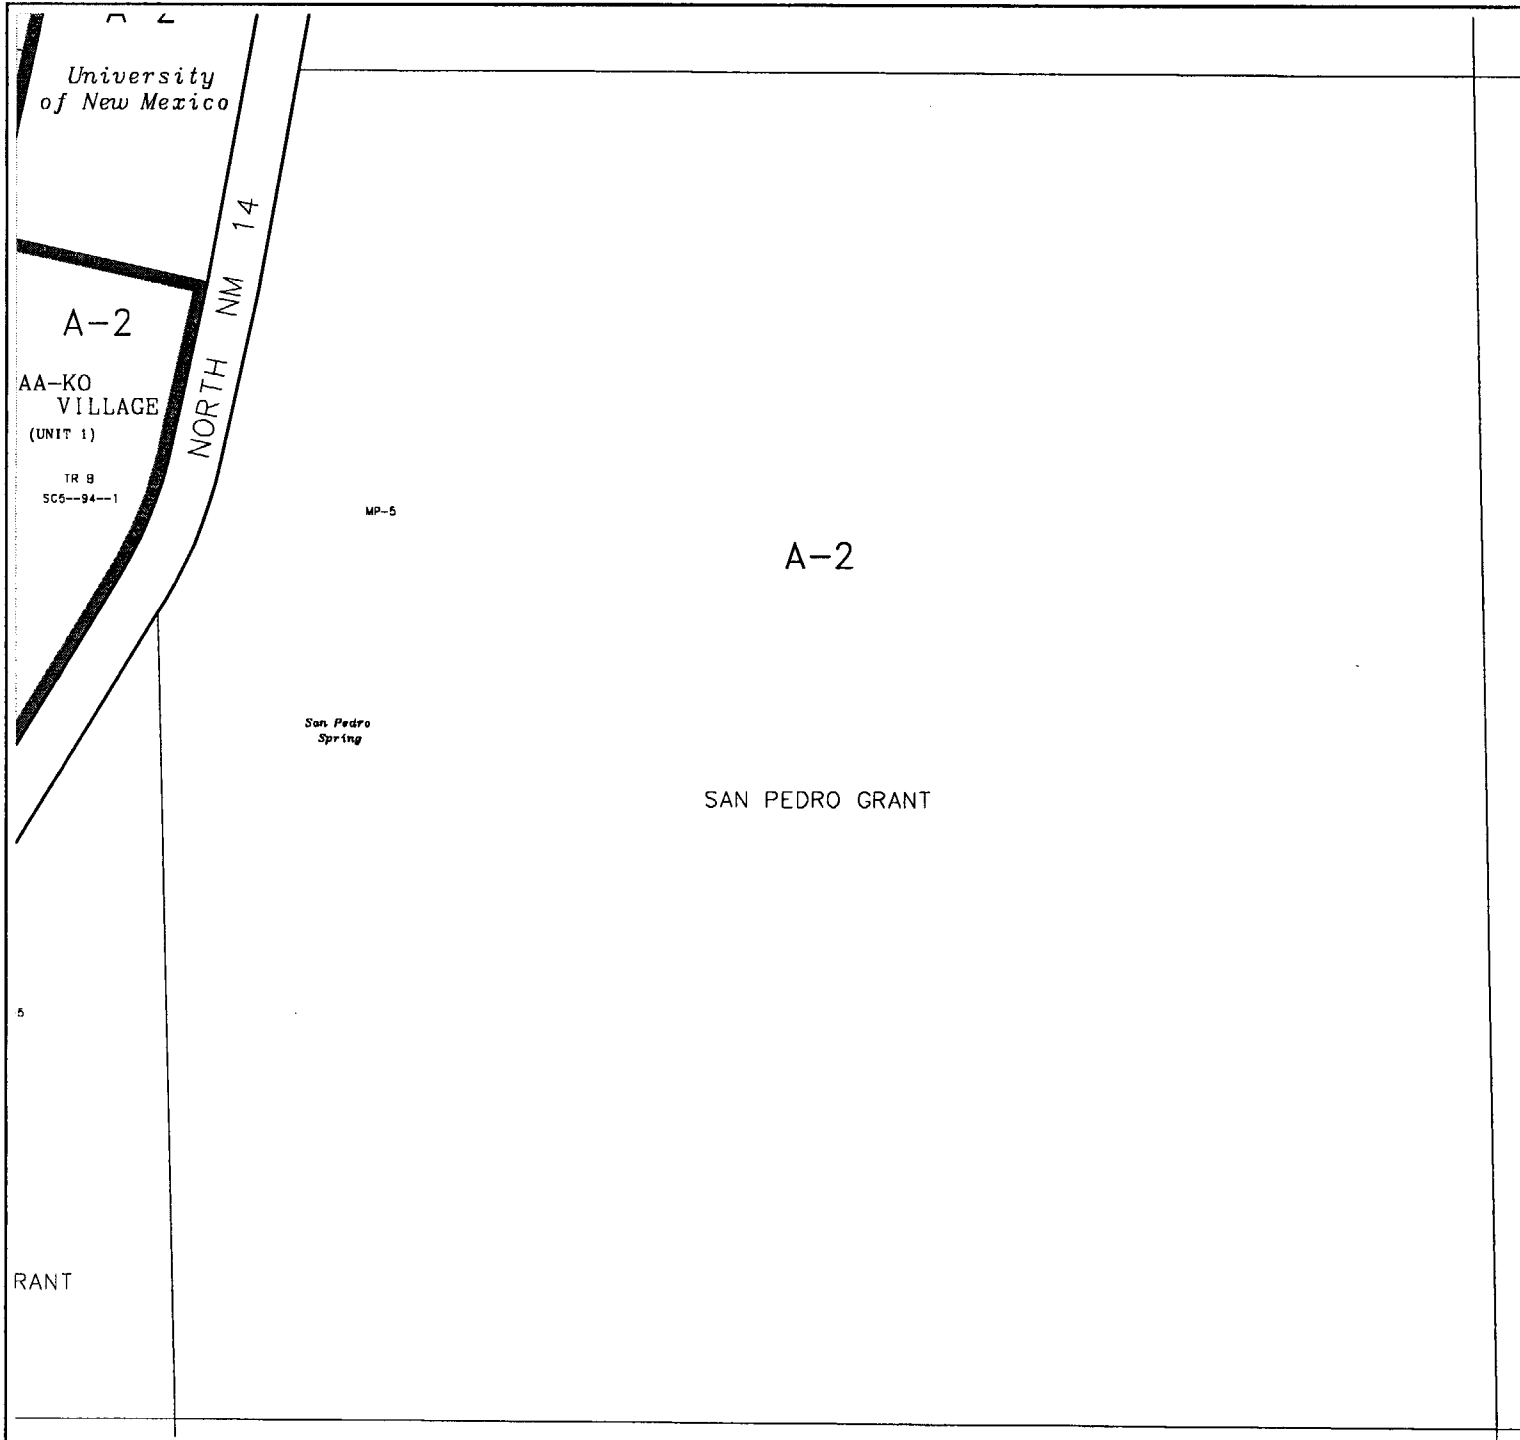 A-2
University
of New Mexico
NORTH NM 14
A-2
AA-KO
VILLAGE
(UNIT 1)
TR B
SC5--94--1
MP-5
A-2
San Pedro
Spring
SAN PEDRO GRANT
5
RANT